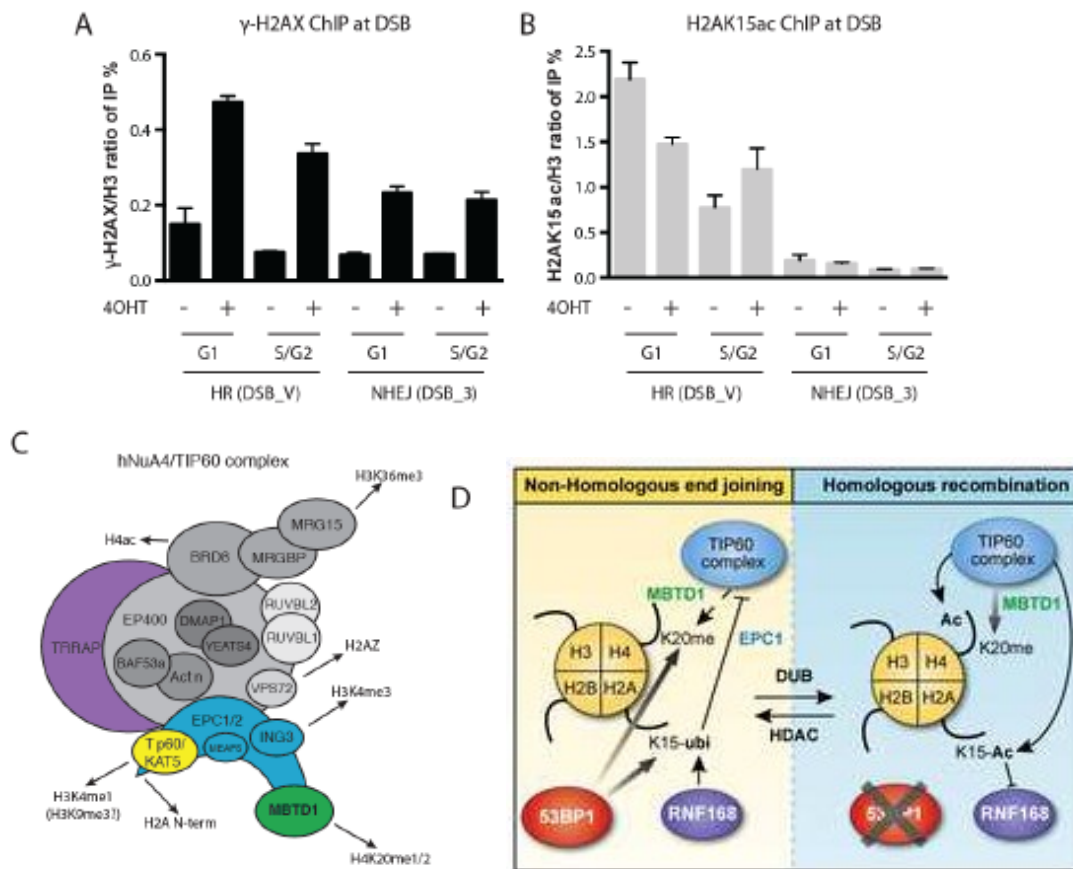 A
γ-H2AX ChIP at DSB
γ-H2AX/H3 ratio of IP %
0.6
0.4
0.2
0.0
4OHT - + - + - + - +
G1 S/G2 G1 S/G2
HR (DSB_V) NHEJ (DSB_3)
B
H2AK15ac ChIP at DSB
H2AK15ac/H3 ratio of IP %
2.5
2.0
1.5
1.0
0.5
0.0
4OHT - + - + - + - +
G1 S/G2 G1 S/G2
HR (DSB_V) NHEJ (DSB_3)
C
hNuA4/TIP60 complex
H3K36me3
MRG15
H4ac
BRD8
MRGBP
RUVBL2
EP400
DMAP1
RUVBL1
TRRAP
YEATS4
H2AZ
BAF53a
Actin
VPS72
H3K4me3
EPC1/2
ING3
Tip60/
KAT5
MEAF6
H3K4me1
(H3K9me3?)
H2A N-term
MBTD1
H4K20me1/2
D
Non-Homologous end joining
Homologous recombination
TIP60
complex
MBTD1
K20me
EPC1
H3 H4
H2B H2A
K15-ubi
53BP1
RNF168
DUB
HDAC
TIP60
complex
MBTD1
Ac
K20me
H3 H4
H2B H2A
K15-Ac
53BP1
RNF168